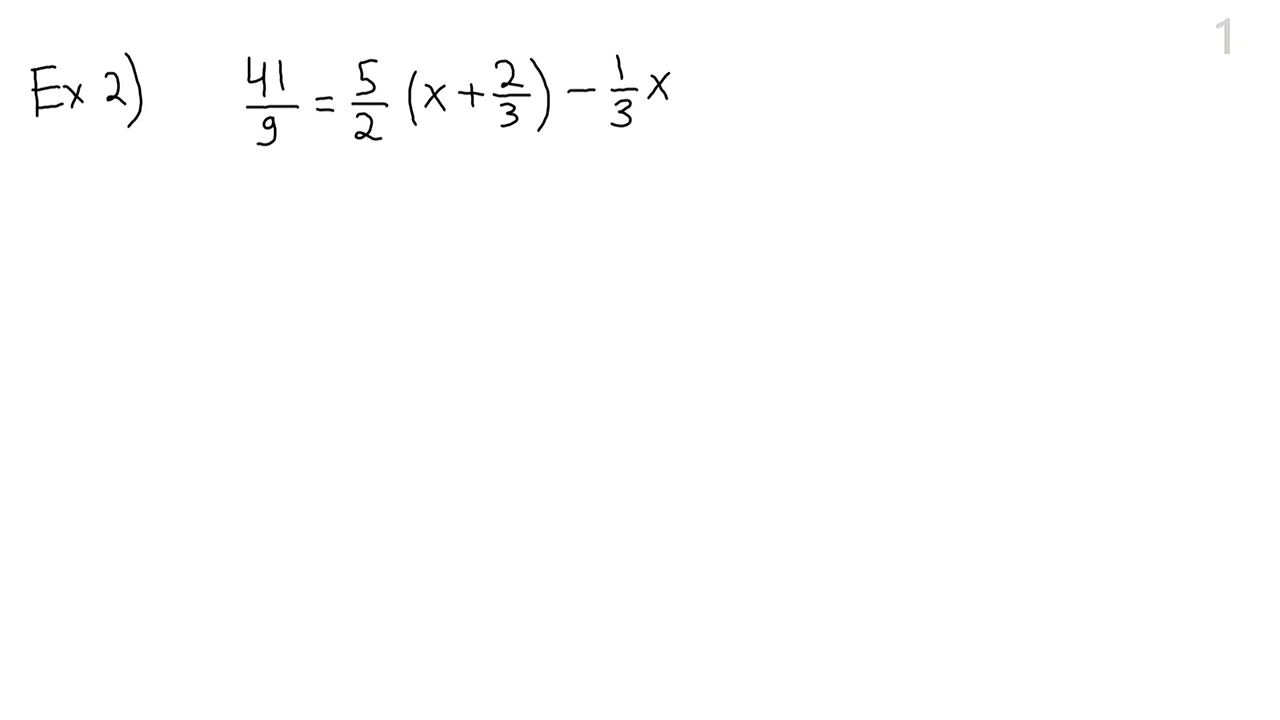 1
Ex 2) 41/9 = 5/2 (x + 2/3) - 1/3 x